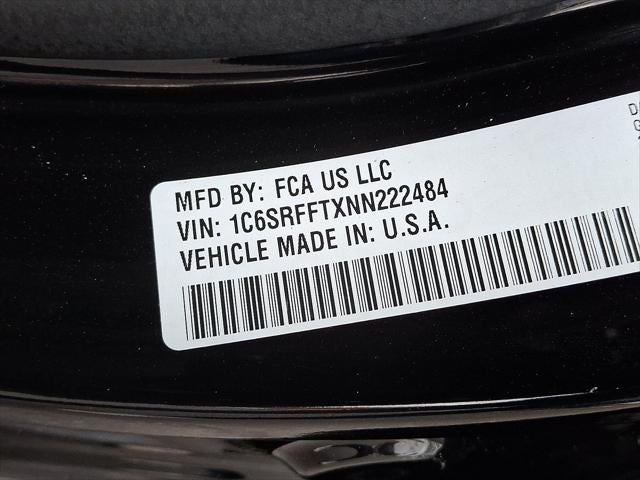 MFD BY: FCA US LLC
VIN: 1C6SRFFTXNN222484
VEHICLE MADE IN: U.S.A.